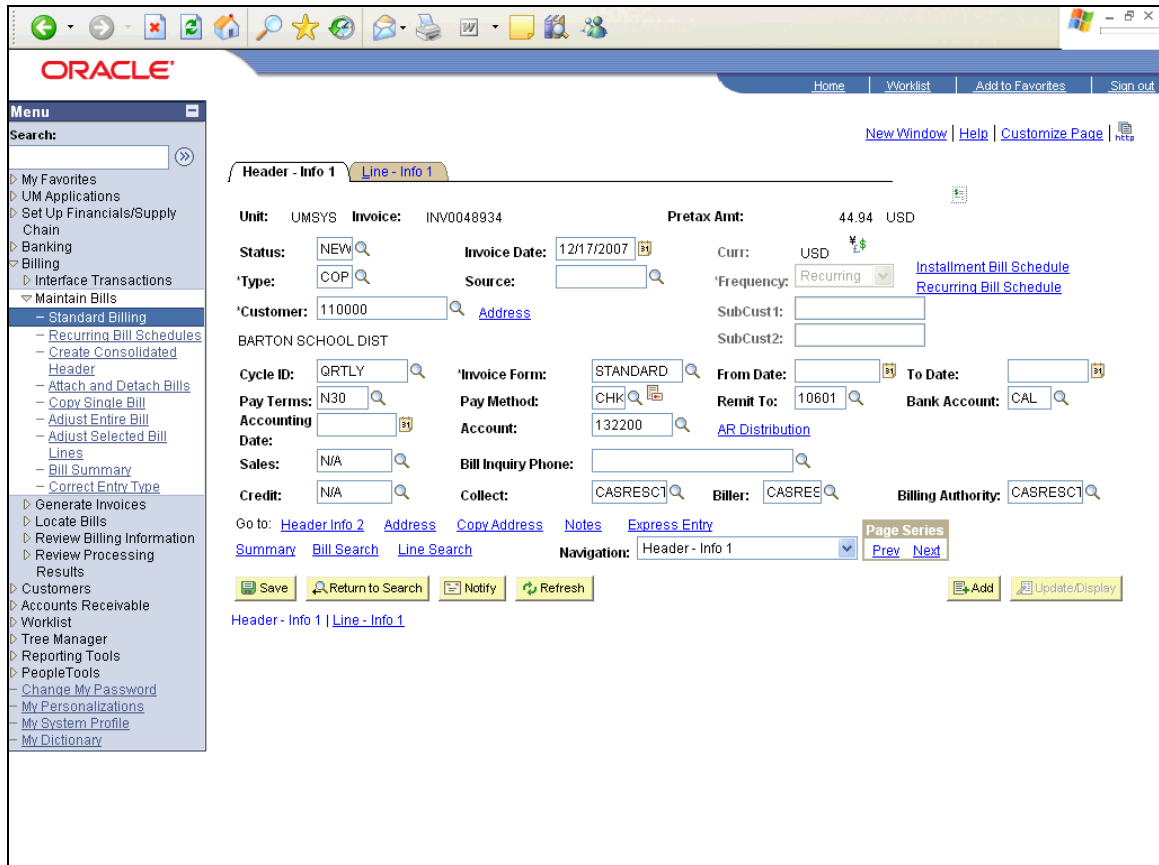 ORACLE
Home Worklist Add to Favorites Sign out
Menu
Search:
My Favorites
UM Applications
Set Up Financials/Supply
Chain
Banking
Billing
Interface Transactions
Maintain Bills
Standard Billing
Recurring Bill Schedules
Create Consolidated
Header
Attach and Detach Bills
Copy Single Bill
Adjust Entire Bill
Adjust Selected Bill
Lines
Bill Summary
Correct Entry Type
Generate Invoices
Locate Bills
Review Billing Information
Review Processing
Results
Customers
Accounts Receivable
Worklist
Tree Manager
Reporting Tools
PeopleTools
Change My Password
My Personalizations
My System Profile
My Dictionary
New Window | Help | Customize Page | http
Header - Info 1 Line - Info 1
Unit: UMSYS Invoice: INV0048934 Pretax Amt: 44.94 USD
Status: NEW Invoice Date: 12/17/2007 Curr: USD
*Type: COP Source: *Frequency: Recurring Installment Bill Schedule
Recurring Bill Schedule
*Customer: 110000 Address SubCust1:
BARTON SCHOOL DIST SubCust2:
Cycle ID: QRTLY *Invoice Form: STANDARD From Date: To Date:
Pay Terms: N30 Pay Method: CHK Remit To: 10601 Bank Account: CAL
Accounting
Date: Account: 132200 AR Distribution
Sales: N/A Bill Inquiry Phone:
Credit: N/A Collect: CASRESCT Biller: CASRES Billing Authority: CASRESCT
Go to: Header Info 2 Address Copy Address Notes Express Entry
Page Series
Summary Bill Search Line Search Navigation: Header - Info 1 Prev Next
Save Return to Search Notify Refresh Add Update/Display
Header - Info 1 | Line - Info 1